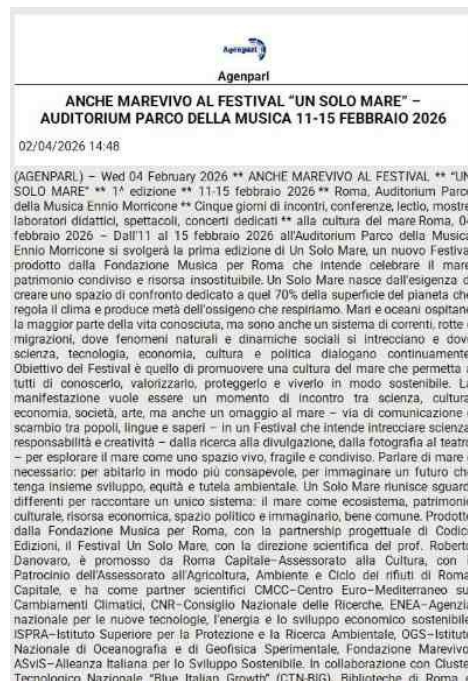 Agenparl
Agenparl
ANCHE MAREVIVO AL FESTIVAL “UN SOLO MARE” –
AUDITORIUM PARCO DELLA MUSICA 11-15 FEBBRAIO 2026
02/04/2026 14:48
(AGENPARL) – Wed 04 February 2026 ** ANCHE MAREVIVO AL FESTIVAL ** “UN
SOLO MARE” ** 1^ edizione ** 11-15 febbraio 2026 ** Roma, Auditorium Parco
della Musica Ennio Morricone ** Cinque giorni di incontri, conferenze, lectio, mostre
laboratori didattici, spettacoli, concerti dedicati ** alla cultura del mare Roma, 0
febbraio 2026 – Dall'11 al 15 febbraio 2026 all'Auditorium Parco della Musica
Ennio Morricone si svolgerà la prima edizione di Un Solo Mare, un nuovo Festival
prodotto dalla Fondazione Musica per Roma che intende celebrare il mare
patrimonio condiviso e risorsa insostituibile. Un Solo Mare nasce dall'esigenza d
creare uno spazio di confronto dedicato a quel 70% della superficie del pianeta che
regola il clima e produce metà dell'ossigeno che respiriamo. Mari e oceani ospitano
la maggior parte della vita conosciuta, ma sono anche un sistema di correnti, rotte
migrazioni, dove fenomeni naturali e dinamiche sociali si intrecciano e dove
scienza, tecnologia, economia, cultura e politica dialogano continuamente
Obiettivo del Festival è quello di promuovere una cultura del mare che permetta
tutti di conoscerlo, valorizzarlo, proteggerlo e viverlo in modo sostenibile. La
manifestazione vuole essere un momento di incontro tra scienza, cultura
economia, società, arte, ma anche un omaggio al mare – via di comunicazione
scambio tra popoli, lingue e saperi – in un Festival che intende intrecciare scienza
responsabilità e creatività – dalla ricerca alla divulgazione, dalla fotografia al teatro
– per esplorare il mare come uno spazio vivo, fragile e condiviso. Parlare di mare
necessario: per abitarlo in modo più consapevole, per immaginare un futuro che
tenga insieme sviluppo, equità e tutela ambientale. Un Solo Mare riunisce sguard
differenti per raccontare un unico sistema: il mare come ecosistema, patrimonio
culturale, risorsa economica, spazio politico e immaginario, bene comune. Prodotto
dalla Fondazione Musica per Roma, con la partnership progettuale di Codice
Edizioni, il Festival Un Solo Mare, con la direzione scientifica del prof. Roberto
Danovaro, è promosso da Roma Capitale–Assessorato alla Cultura, con
Patrocinio dell'Assessorato all'Agricoltura, Ambiente e Ciclo dei rifiuti di Roma
Capitale, e ha come partner scientifici CMCC–Centro Euro–Mediterraneo su
Cambiamenti Climatici, CNR–Consiglio Nazionale delle Ricerche, ENEA–Agenzia
nazionale per le nuove tecnologie, l'energia e lo sviluppo economico sostenibile
ISPRA–Istituto Superiore per la Protezione e la Ricerca Ambientale, OGS–Istituto
Nazionale di Oceanografia e di Geofisica Sperimentale, Fondazione Marevivo
ASviS–Alleanza Italiana per lo Sviluppo Sostenibile. In collaborazione con Cluster
Tecnologico Nazionale “Blue Italian Growth” (CTN-BIG), Biblioteche di Roma